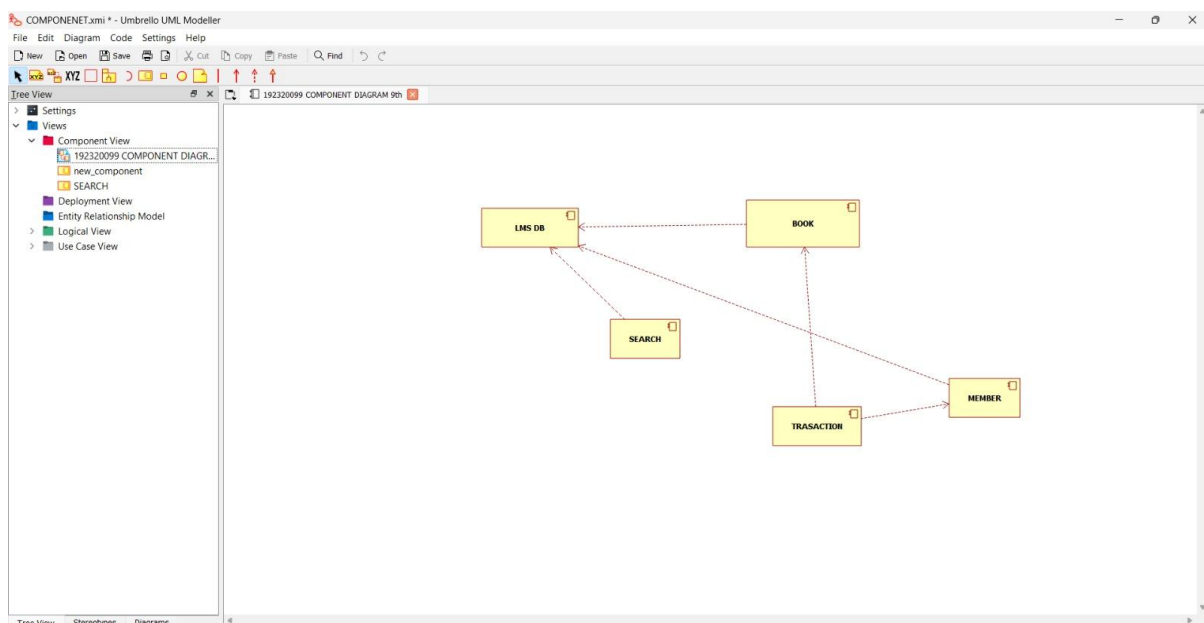 COMPONENET.xmi * - Umbrello UML Modeller
File Edit Diagram Code Settings Help
New Open Save Cut Copy Paste Find
XYZ XYZ
Tree View
192320099 COMPONENT DIAGRAM 9th
Settings
Views
Component View
192320099 COMPONENT DIAGR...
new_component
SEARCH
Deployment View
Entity Relationship Model
Logical View
Use Case View
LMS DB
BOOK
SEARCH
MEMBER
TRASACTION
Tree View Stereotypes Diagrams